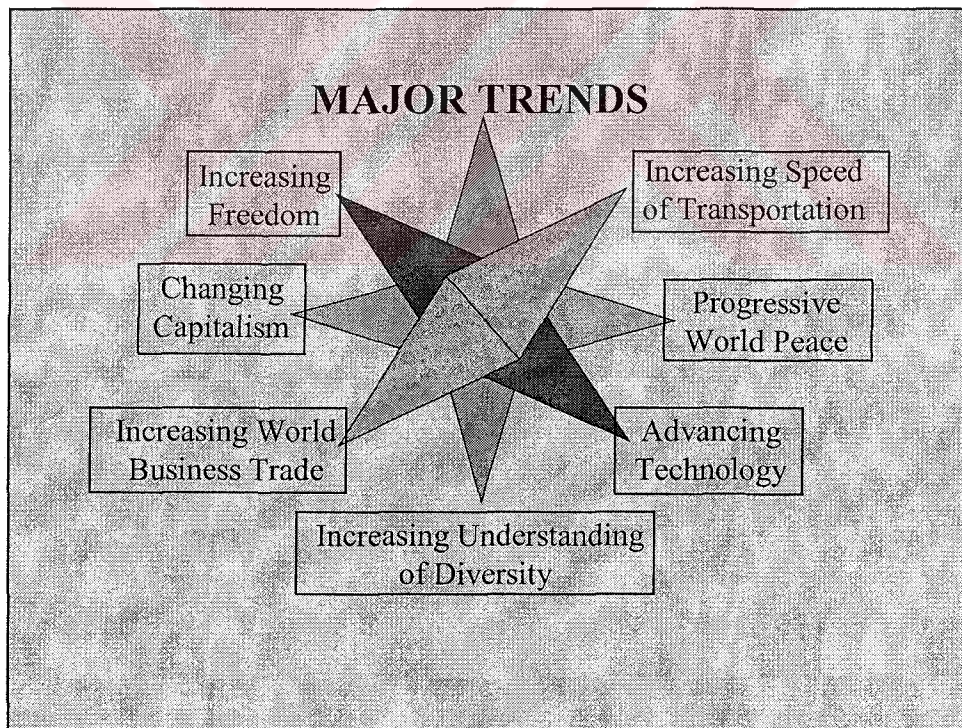 MAJOR TRENDS
Increasing
Freedom
Increasing Speed
of Transportation
Changing
Capitalism
Progressive
World Peace
Increasing World
Business Trade
Advancing
Technology
Increasing Understanding
of Diversity